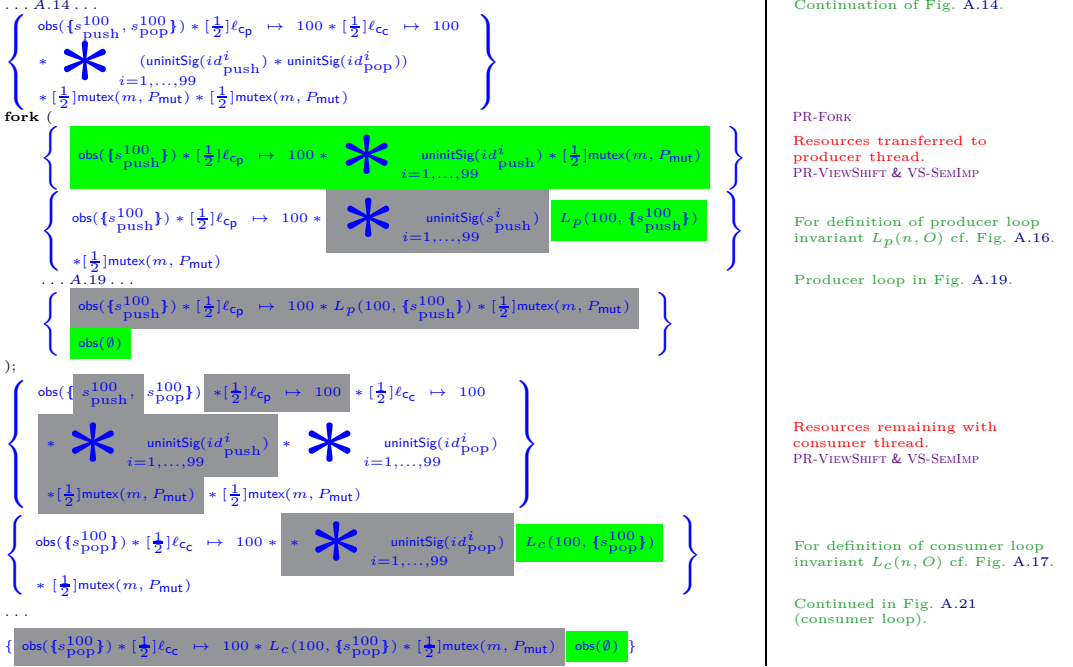 . . . A.14 . . . Continuation of Fig. A.14.
obs({s^100_push, s^100_pop}) * [1/2]ℓ_cp ↦ 100 * [1/2]ℓ_cc ↦ 100
* ✱_{i=1,...,99} (uninitSig(id^i_push) * uninitSig(id^i_pop))
* [1/2]mutex(m, P_mut) * [1/2]mutex(m, P_mut)
fork ( PR-Fork
obs({s^100_push}) * [1/2]ℓ_cp ↦ 100 * ✱_{i=1,...,99} uninitSig(id^i_push) * [1/2]mutex(m, P_mut)
Resources transferred to
producer thread.
PR-ViewShift & VS-SemImp
obs({s^100_push}) * [1/2]ℓ_cp ↦ 100 * ✱_{i=1,...,99} uninitSig(s^i_push) L_p(100, {s^100_push})
*[1/2]mutex(m, P_mut)
For definition of producer loop
invariant L_p(n, O) cf. Fig. A.16.
. . . A.19 . . . Producer loop in Fig. A.19.
obs({s^100_push}) * [1/2]ℓ_cp ↦ 100 * L_p(100, {s^100_push}) * [1/2]mutex(m, P_mut)
obs(∅)
);
obs({ s^100_push, s^100_pop}) *[1/2]ℓ_cp ↦ 100 * [1/2]ℓ_cc ↦ 100
* ✱_{i=1,...,99} uninitSig(id^i_push) * ✱_{i=1,...,99} uninitSig(id^i_pop)
*[1/2]mutex(m, P_mut) * [1/2]mutex(m, P_mut)
Resources remaining with
consumer thread.
PR-ViewShift & VS-SemImp
obs({s^100_pop}) * [1/2]ℓ_cc ↦ 100 * * ✱_{i=1,...,99} uninitSig(id^i_pop) L_c(100, {s^100_pop})
* [1/2]mutex(m, P_mut)
For definition of consumer loop
invariant L_c(n, O) cf. Fig. A.17.
. . .
Continued in Fig. A.21
(consumer loop).
{ obs({s^100_pop}) * [1/2]ℓ_cc ↦ 100 * L_c(100, {s^100_pop}) * [1/2]mutex(m, P_mut) obs(∅) }